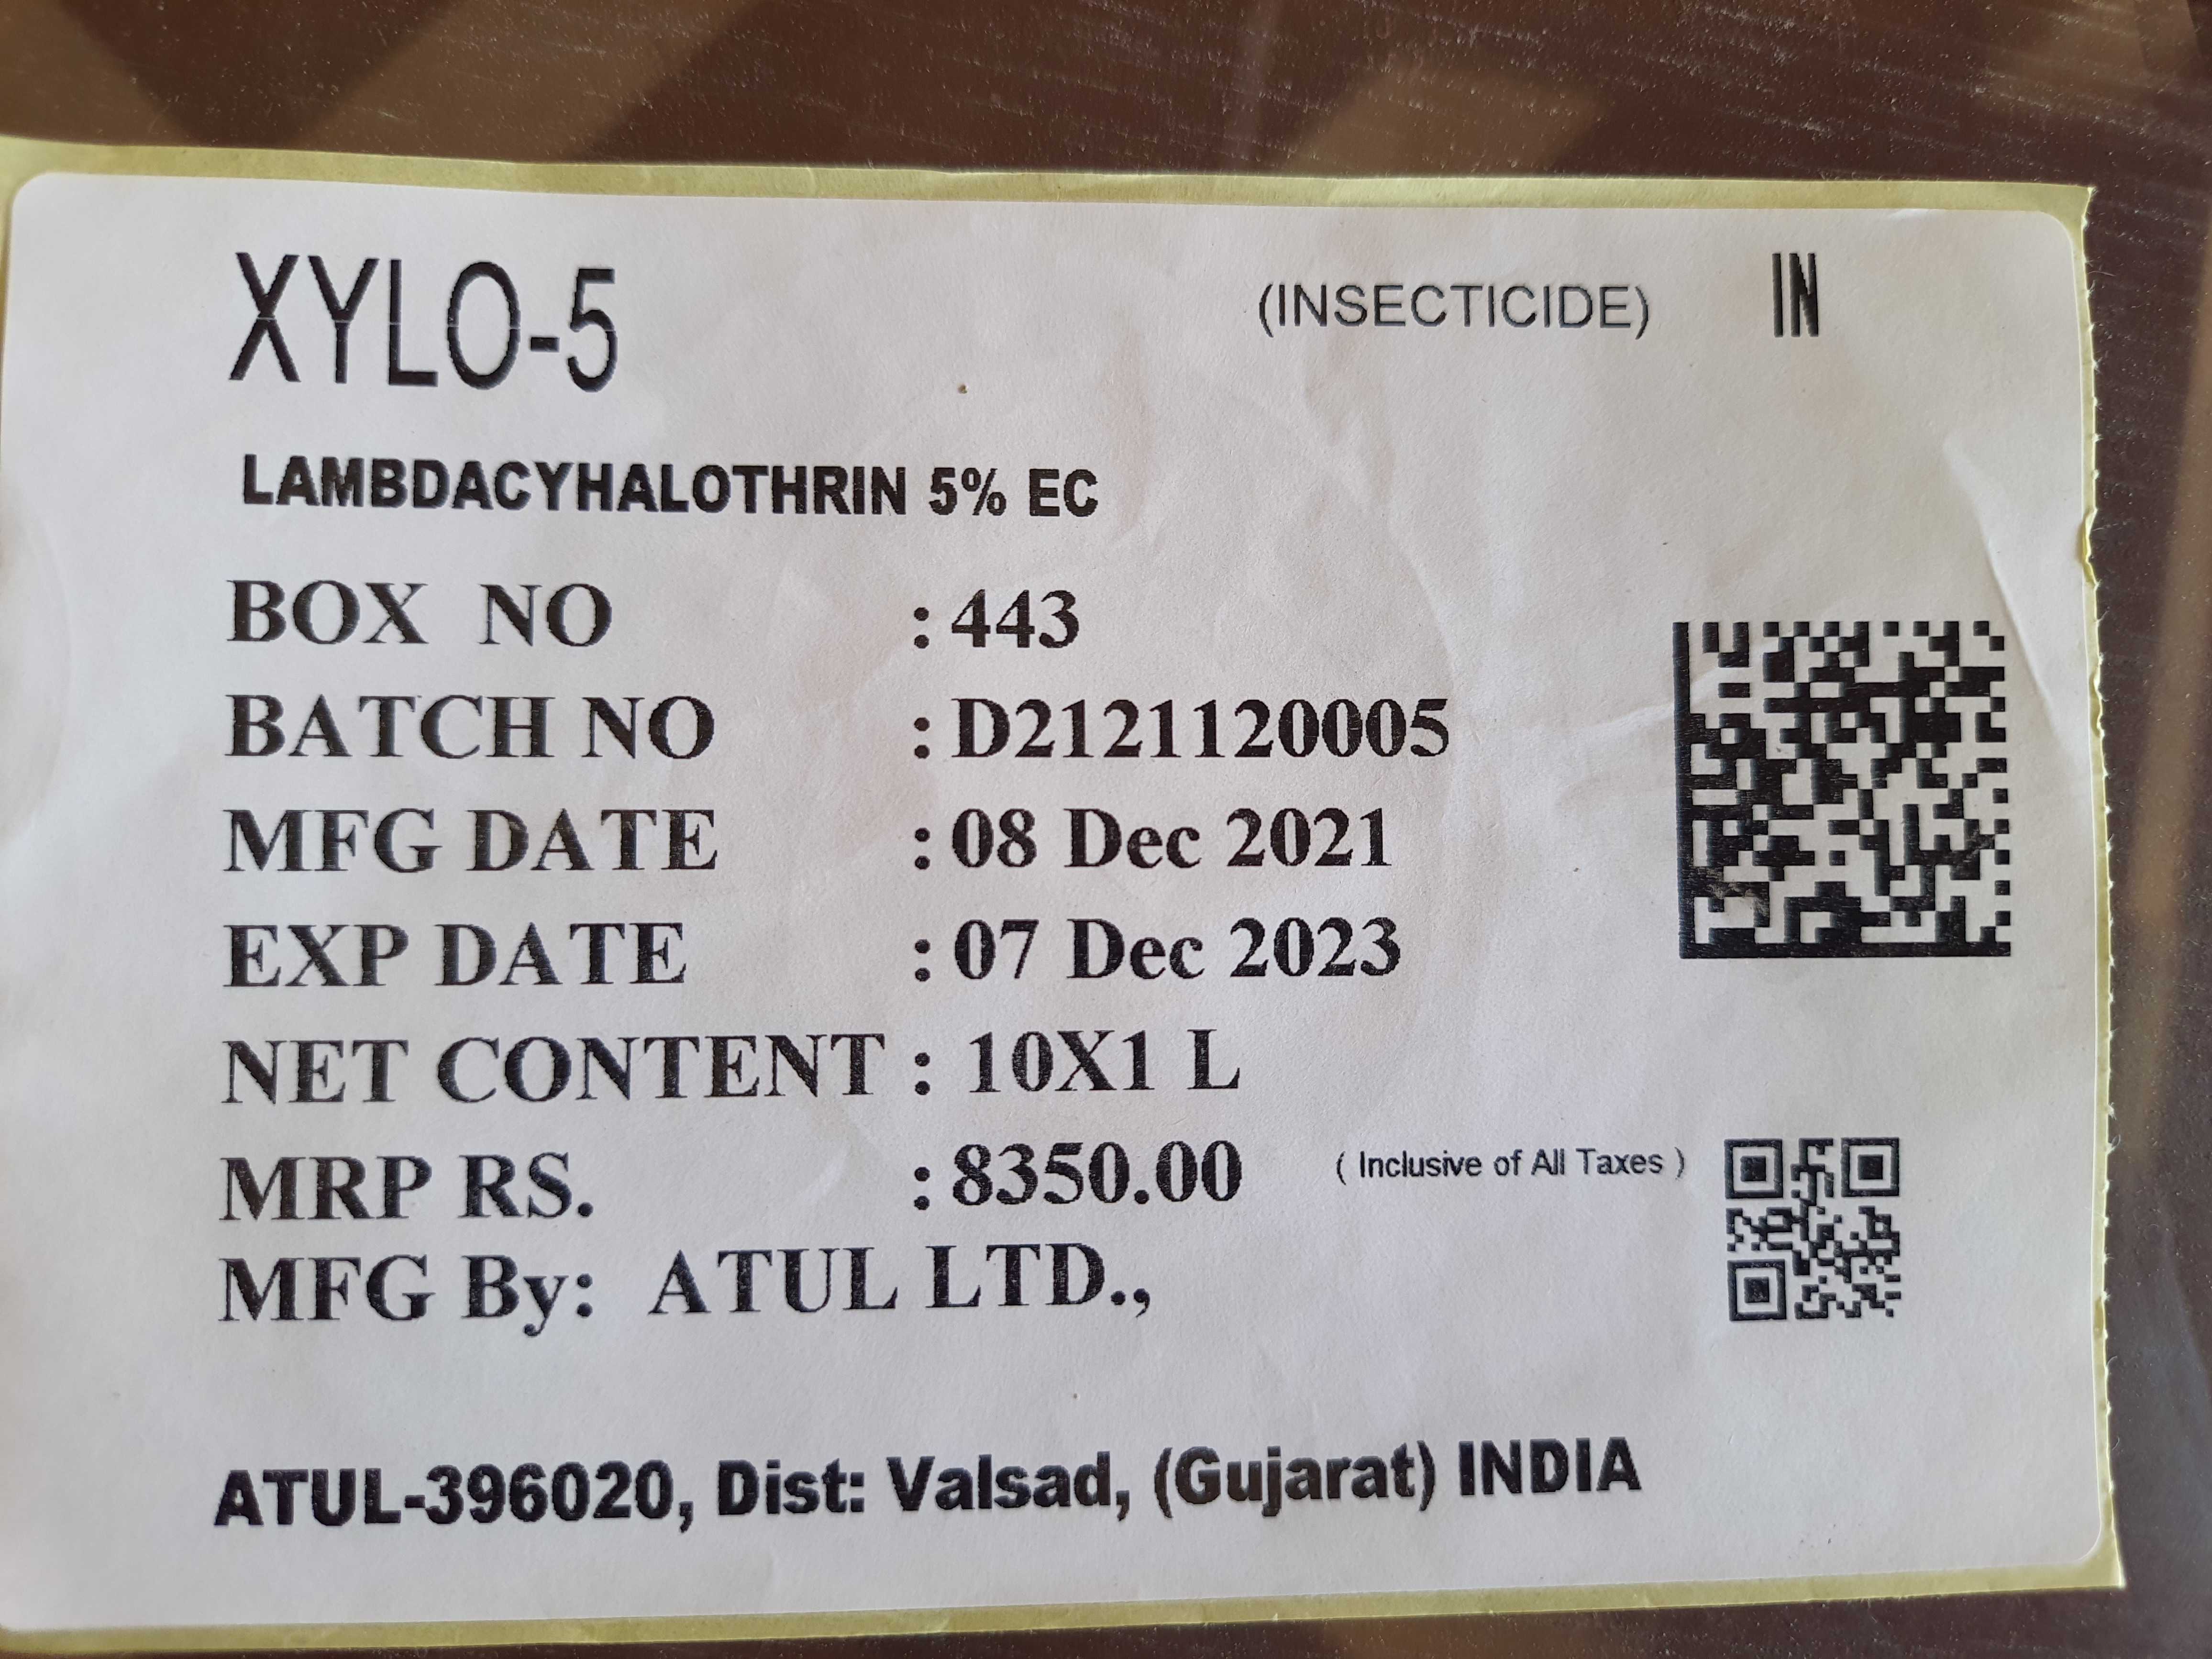 XYLO-5 (INSECTICIDE) IN
LAMBDACYHALOTHRIN 5% EC
BOX NO : 443
BATCH NO : D2121120005
MFG DATE : 08 Dec 2021
EXP DATE : 07 Dec 2023
NET CONTENT : 10X1 L
MRP RS. : 8350.00 ( Inclusive of All Taxes )
MFG By: ATUL LTD.,
ATUL-396020, Dist: Valsad, (Gujarat) INDIA